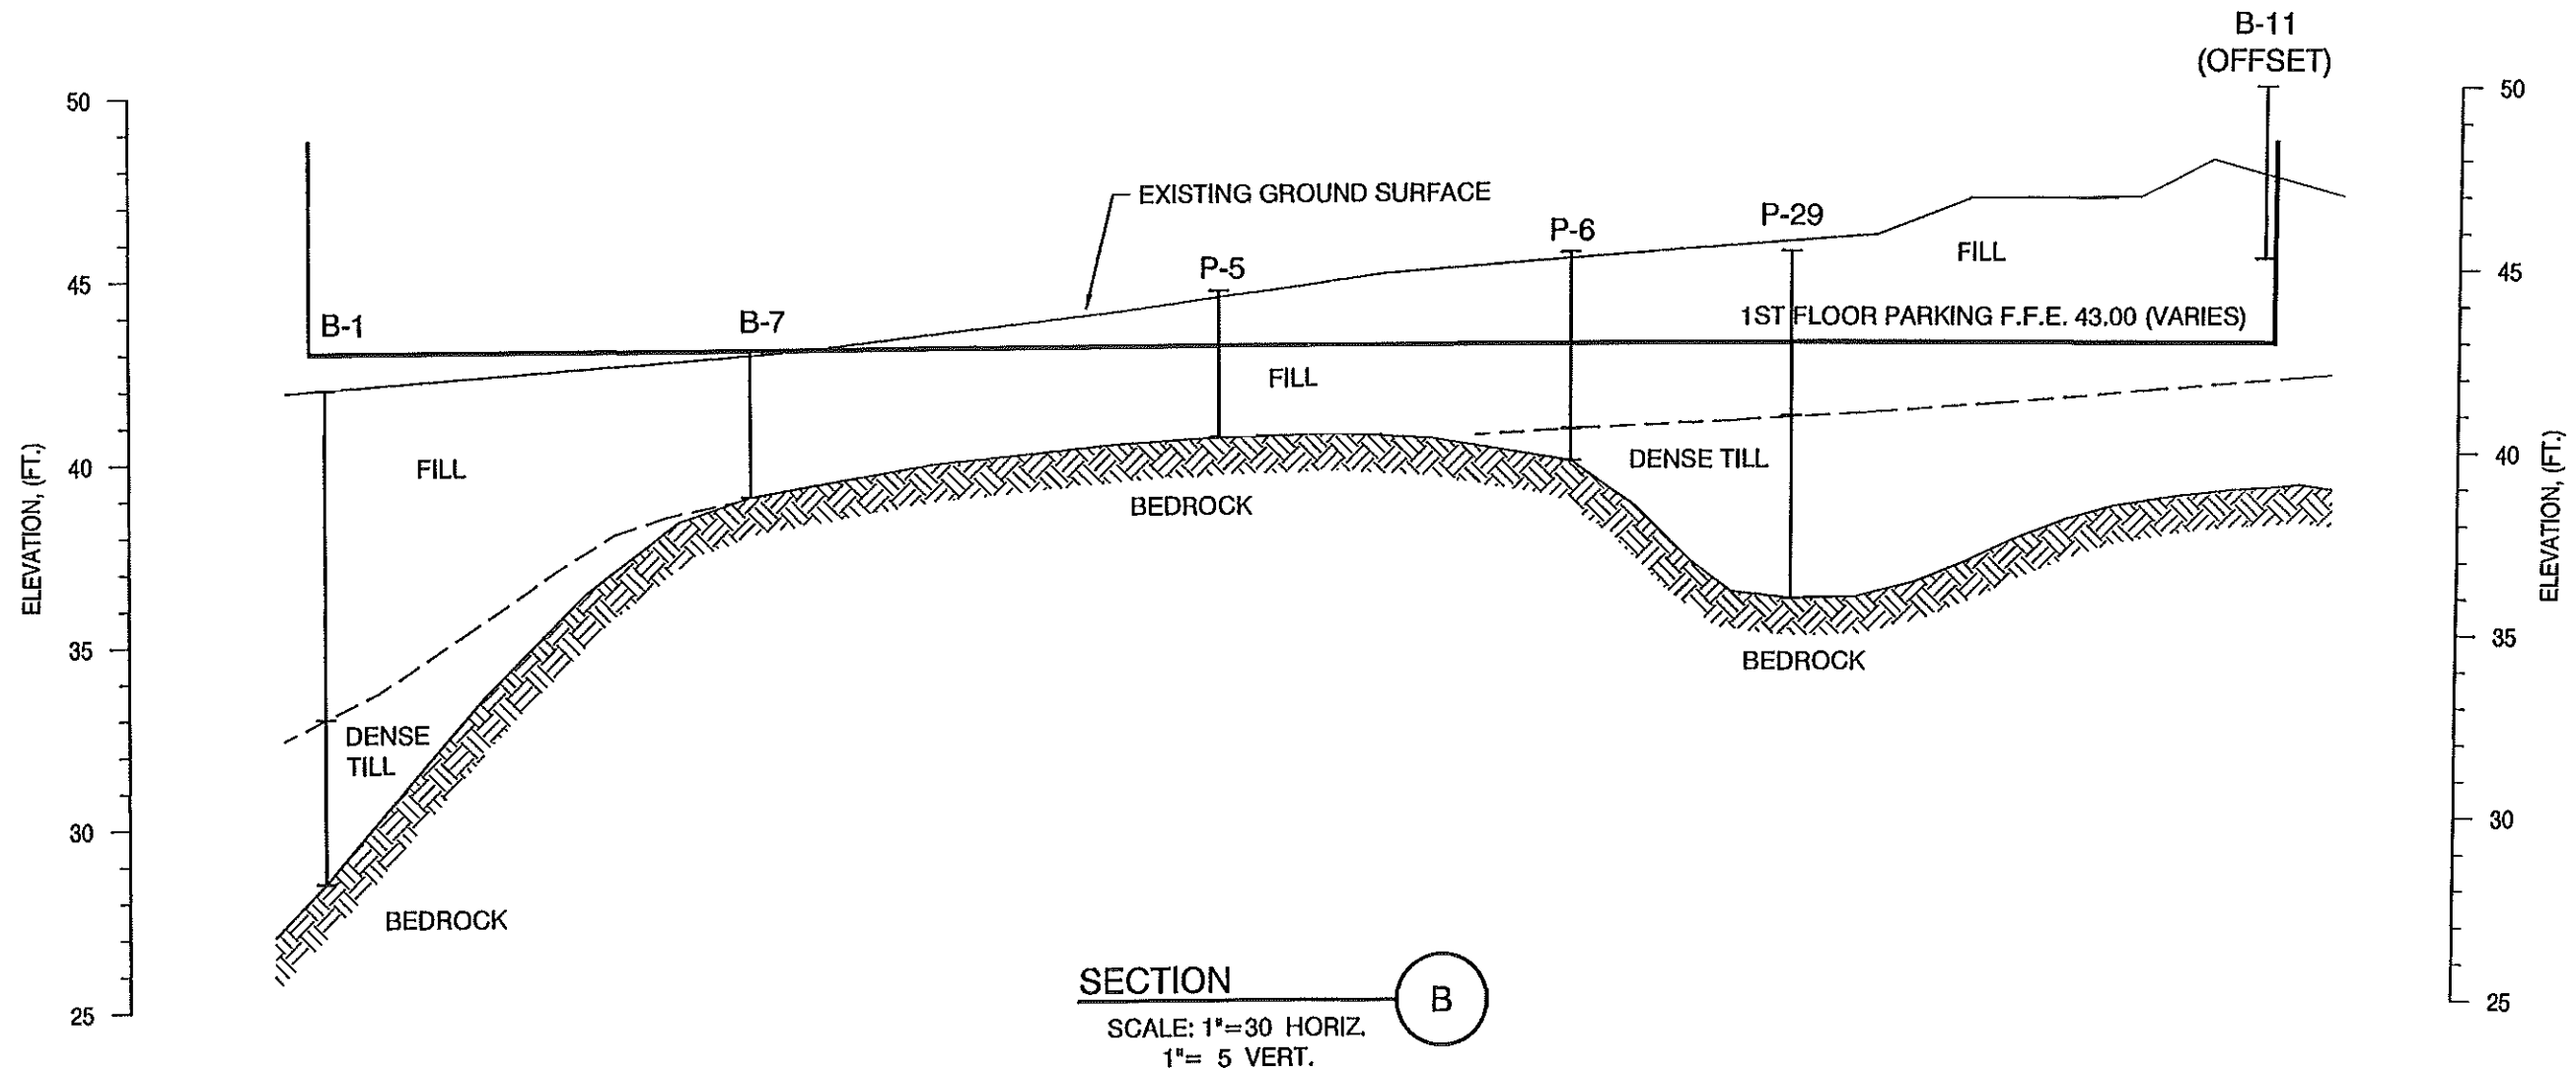 B-11
(OFFSET)
50
50
EXISTING GROUND SURFACE
P-29
P-6
FILL
P-5
45
45
B-1
B-7
1ST FLOOR PARKING F.F.E. 43.00 (VARIES)
FILL
FILL
40
DENSE TILL
40
BEDROCK
ELEVATION, (FT.)
ELEVATION, (FT.)
35
35
BEDROCK
DENSE
TILL
30
30
BEDROCK
SECTION
B
25
25
SCALE: 1"=30 HORIZ.
1"= 5 VERT.